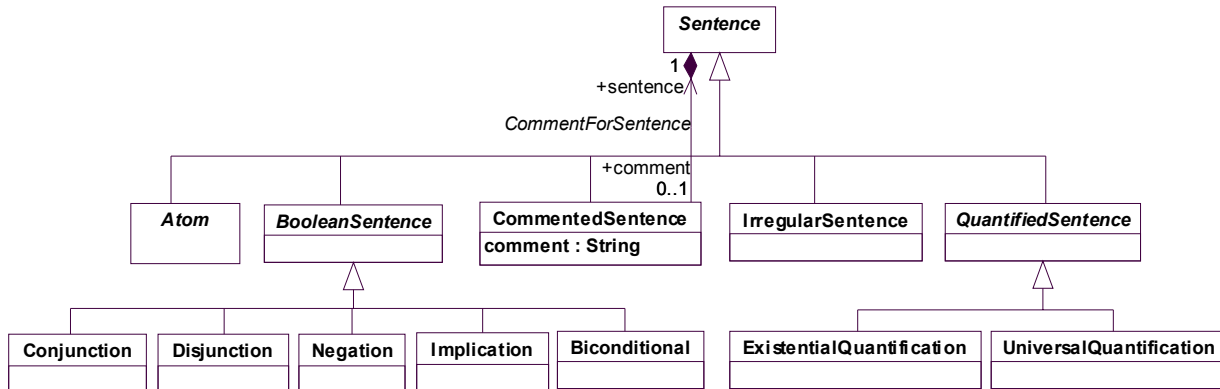 Sentence
1
+sentence
CommentForSentence
+comment
0..1
Atom
BooleanSentence
CommentedSentence
IrregularSentence
QuantifiedSentence
comment : String
Conjunction
Disjunction
Negation
Implication
Biconditional
ExistentialQuantification
UniversalQuantification